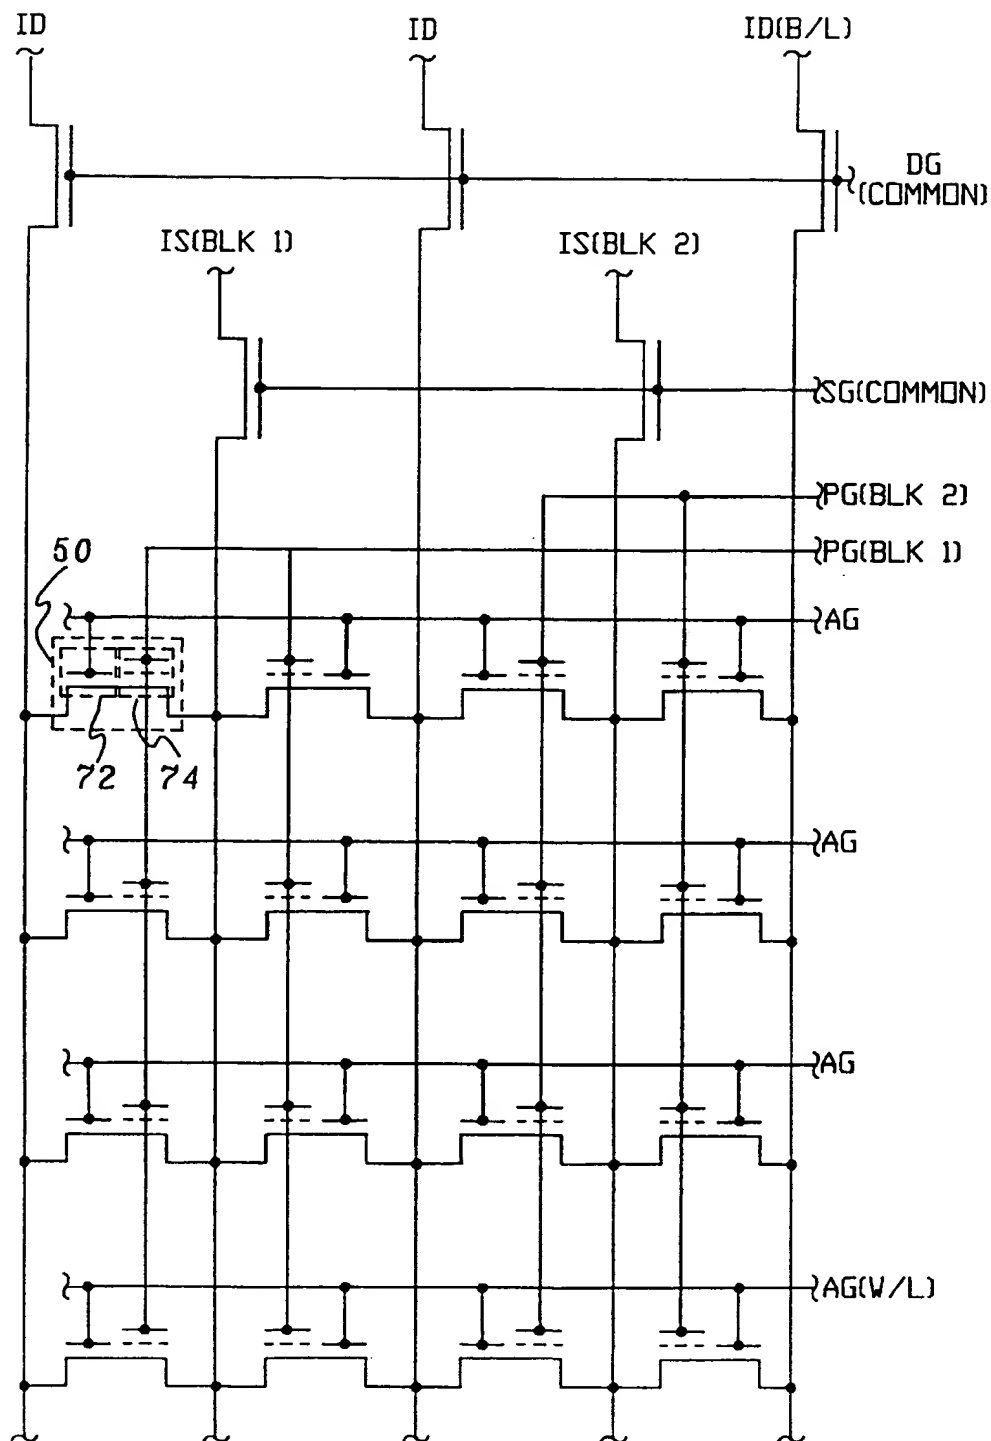 ID
ID
ID(B/L)
DG
(COMMON)
IS(BLK 1)
IS(BLK 2)
SG(COMMON)
PG(BLK 2)
50
PG(BLK 1)
AG
72
74
AG
AG
AG(W/L)